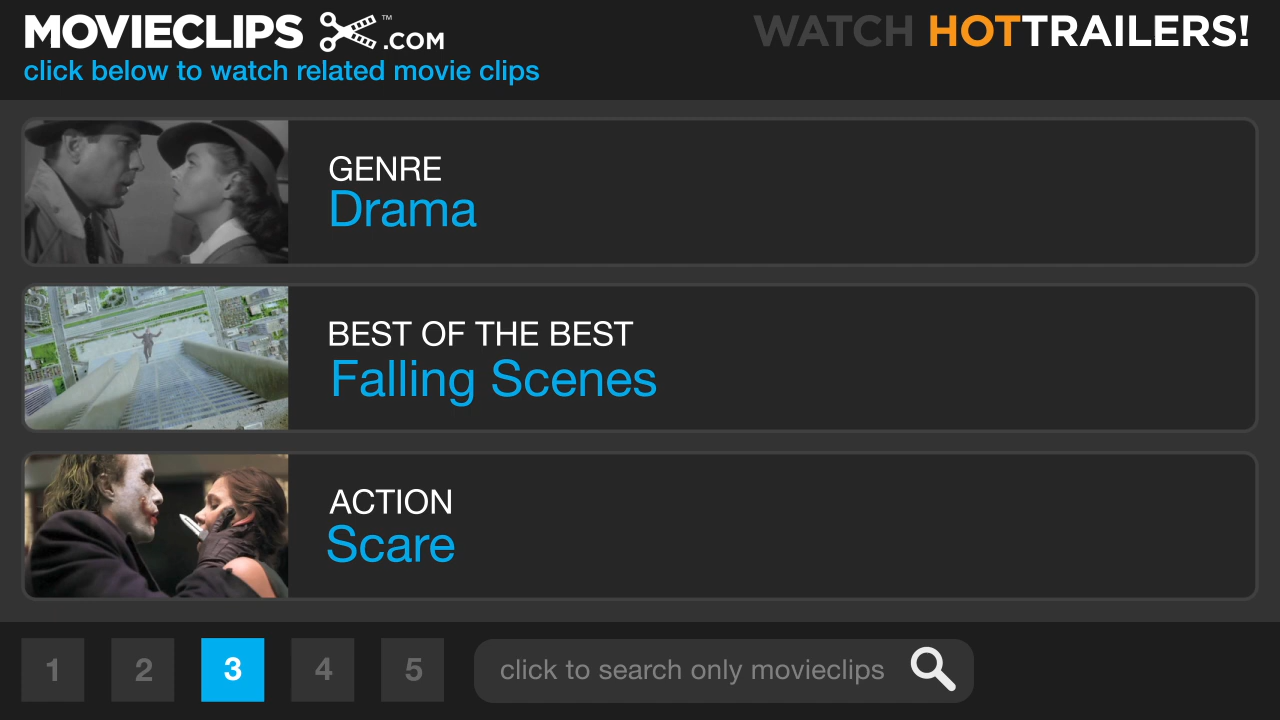 MOVIECLIPS ™ .COM
WATCH HOTTRAILERS!
click below to watch related movie clips
GENRE
Drama
BEST OF THE BEST
Falling Scenes
ACTION
Scare
1 2 3 4 5 click to search only movieclips